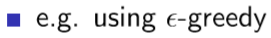 ■ e.g. using ϵ-greedy